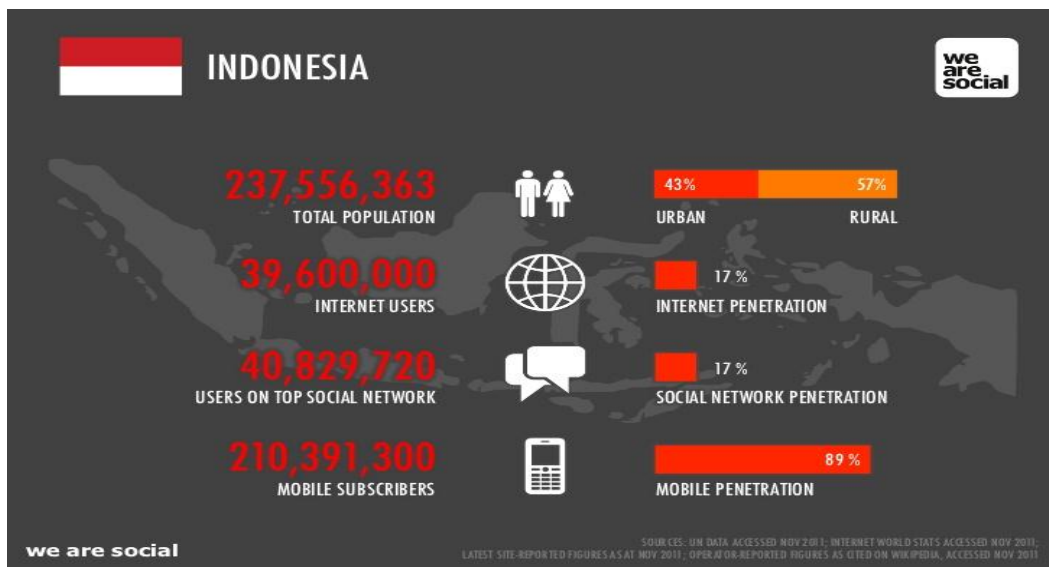 INDONESIA
we
are
social
237,556,363
TOTAL POPULATION
43%
57%
URBAN
RURAL
39,600,000
INTERNET USERS
17 %
INTERNET PENETRATION
40,829,720
USERS ON TOP SOCIAL NETWORK
17 %
SOCIAL NETWORK PENETRATION
210,391,300
MOBILE SUBSCRIBERS
89 %
MOBILE PENETRATION
we are social
SOURCES: UN DATA ACCESSED NOV 2011; INTERNET WORLD STATS ACCESSED NOV 2011;
LATEST SITE-REPORTED FIGURES AS AT NOV 2011; OPERATOR-REPORTED FIGURES AS CITED ON WIKIPEDIA, ACCESSED NOV 2011